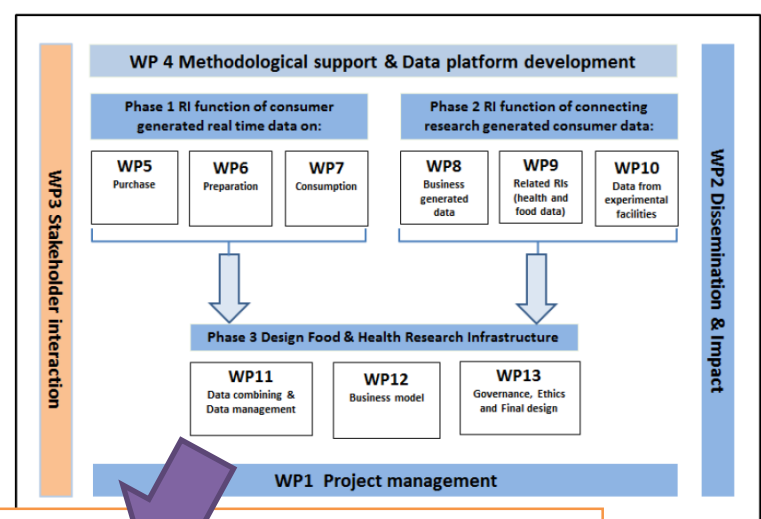 WP 4 Methodological support & Data platform development
Phase 1 RI function of consumer
generated real time data on:
Phase 2 RI function of connecting
research generated consumer data:
WP5
Purchase
WP6
Preparation
WP7
Consumption
WP8
Business
generated
data
WP9
Related RIs
(health and
food data)
WP10
Data from
experimental
facilities
WP3 Stakeholder interaction
WP2 Dissemination & Impact
Phase 3 Design Food & Health Research Infrastructure
WP11
Data combining &
Data management
WP12
Business model
WP13
Governance, Ethics
and Final design
WP1 Project management